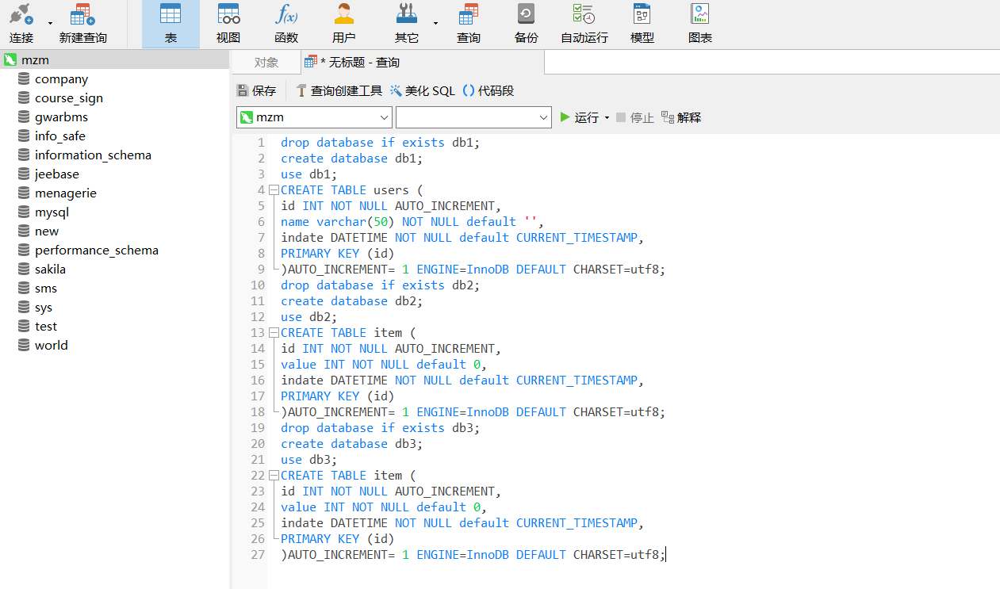 连接 新建查询 表 视图 函数 用户 其它 查询 备份 自动运行 模型 图表
mzm
company
course_sign
gwarbms
info_safe
information_schema
jeebase
menagerie
mysql
new
performance_schema
sakila
sms
sys
test
world
对象 * 无标题 - 查询
保存 查询创建工具 美化 SQL () 代码段
mzm 运行 停止 解释
1 drop database if exists db1;
2 create database db1;
3 use db1;
4 CREATE TABLE users (
5 id INT NOT NULL AUTO_INCREMENT,
6 name varchar(50) NOT NULL default '',
7 indate DATETIME NOT NULL default CURRENT_TIMESTAMP,
8 PRIMARY KEY (id)
9 )AUTO_INCREMENT= 1 ENGINE=InnoDB DEFAULT CHARSET=utf8;
10 drop database if exists db2;
11 create database db2;
12 use db2;
13 CREATE TABLE item (
14 id INT NOT NULL AUTO_INCREMENT,
15 value INT NOT NULL default 0,
16 indate DATETIME NOT NULL default CURRENT_TIMESTAMP,
17 PRIMARY KEY (id)
18 )AUTO_INCREMENT= 1 ENGINE=InnoDB DEFAULT CHARSET=utf8;
19 drop database if exists db3;
20 create database db3;
21 use db3;
22 CREATE TABLE item (
23 id INT NOT NULL AUTO_INCREMENT,
24 value INT NOT NULL default 0,
25 indate DATETIME NOT NULL default CURRENT_TIMESTAMP,
26 PRIMARY KEY (id)
27 )AUTO_INCREMENT= 1 ENGINE=InnoDB DEFAULT CHARSET=utf8;